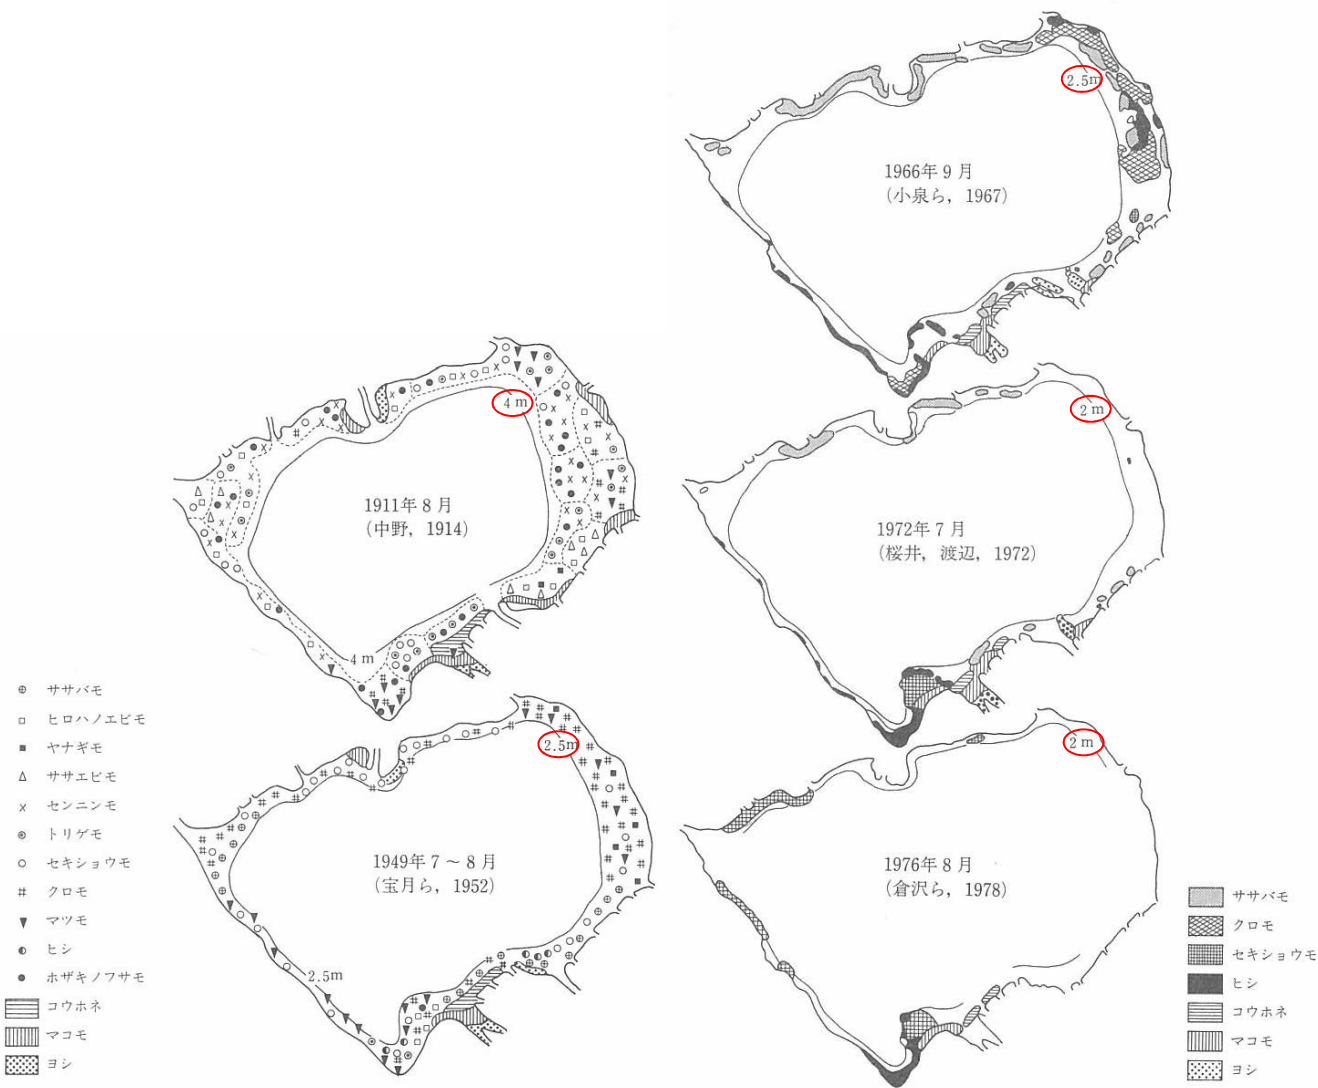 2.5m
1966年9月
(小泉ら, 1967)
4 m
1911年8月
(中野, 1914)
4 m
2 m
1972年7月
(桜井, 渡辺, 1972)
ササバモ
ヒロハノエビモ
ヤナギモ
ササエビモ
センニンモ
トリゲモ
セキショウモ
クロモ
マツモ
ヒシ
ホザキノフサモ
コウホネ
マコモ
ヨシ
2.5m
1949年7～8月
(宝月ら, 1952)
2.5m
2 m
1976年8月
(倉沢ら, 1978)
ササバモ
クロモ
セキショウモ
ヒシ
コウホネ
マコモ
ヨシ